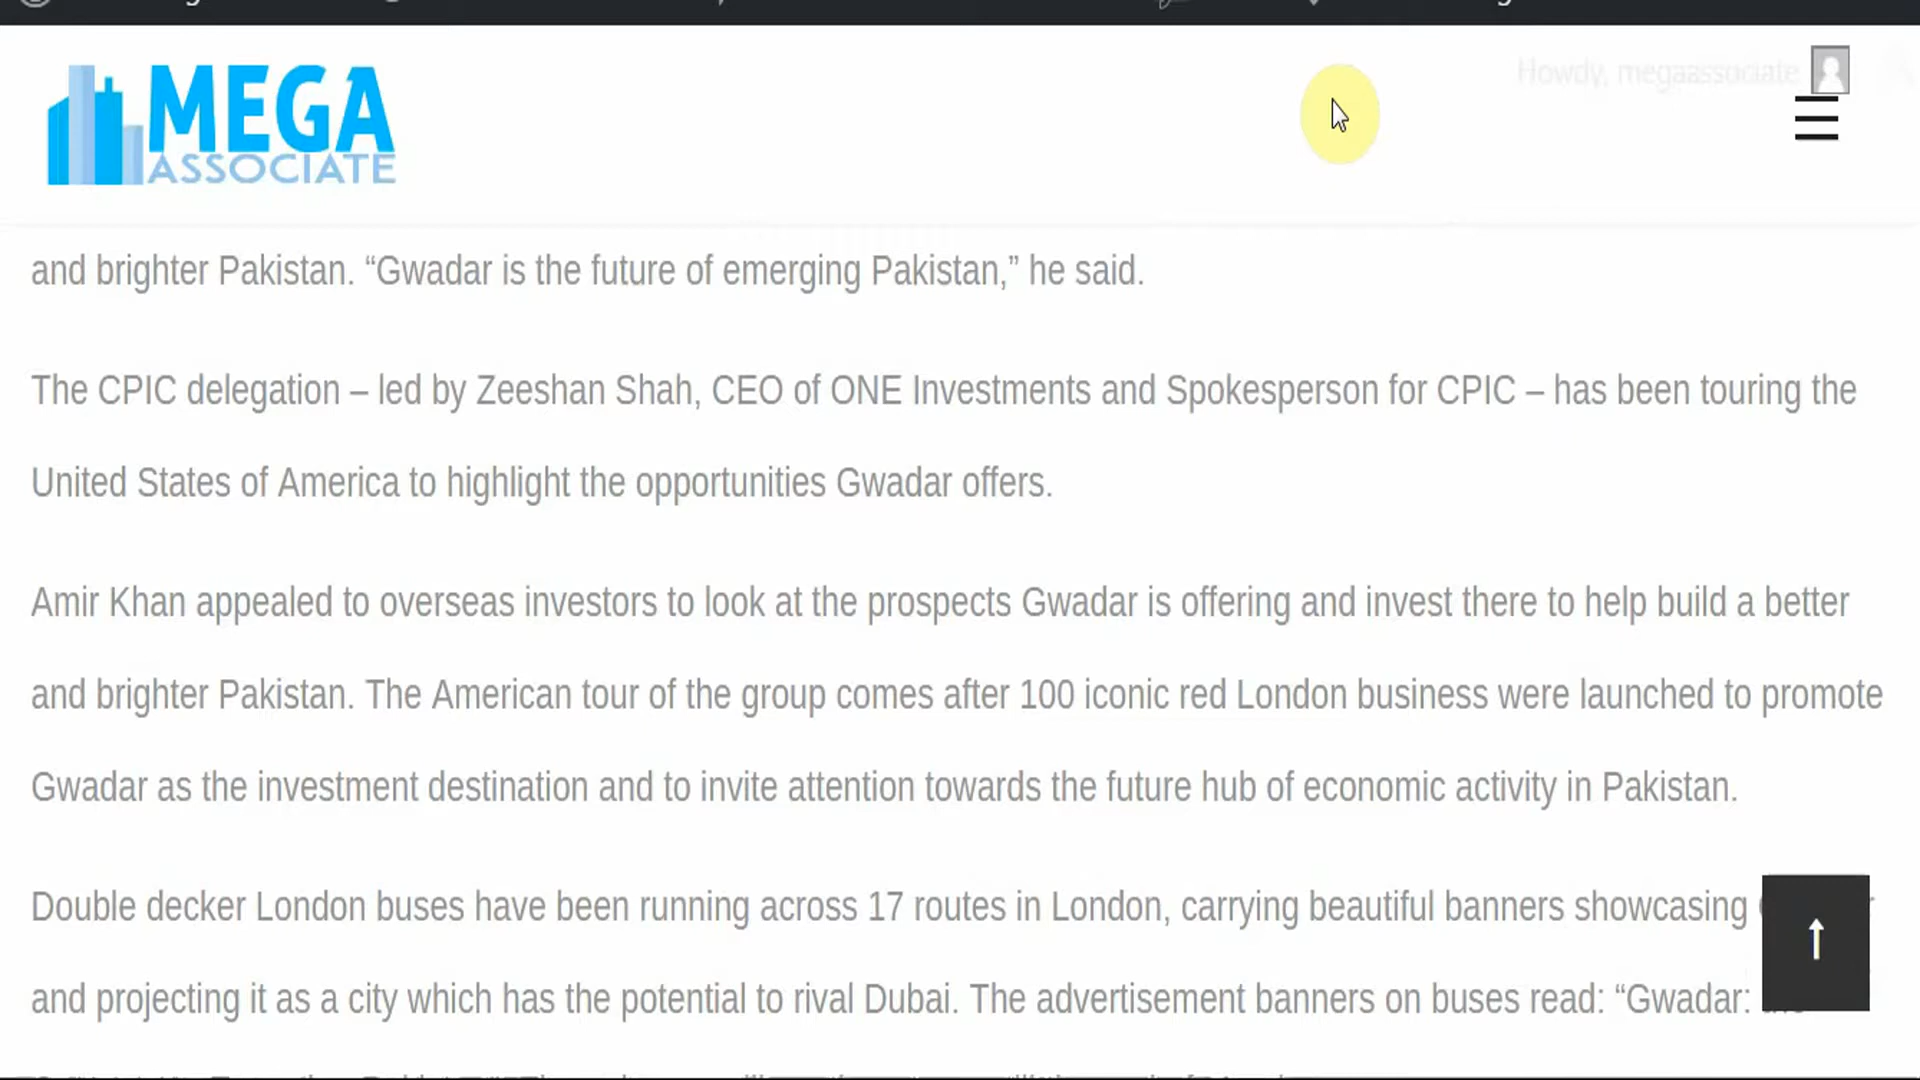 Howdy, megaassociate
MEGA
ASSOCIATE
and brighter Pakistan. “Gwadar is the future of emerging Pakistan,” he said.
The CPIC delegation – led by Zeeshan Shah, CEO of ONE Investments and Spokesperson for CPIC – has been touring the
United States of America to highlight the opportunities Gwadar offers.
Amir Khan appealed to overseas investors to look at the prospects Gwadar is offering and invest there to help build a better
and brighter Pakistan. The American tour of the group comes after 100 iconic red London business were launched to promote
Gwadar as the investment destination and to invite attention towards the future hub of economic activity in Pakistan.
Double decker London buses have been running across 17 routes in London, carrying beautiful banners showcasing
and projecting it as a city which has the potential to rival Dubai. The advertisement banners on buses read: “Gwadar: